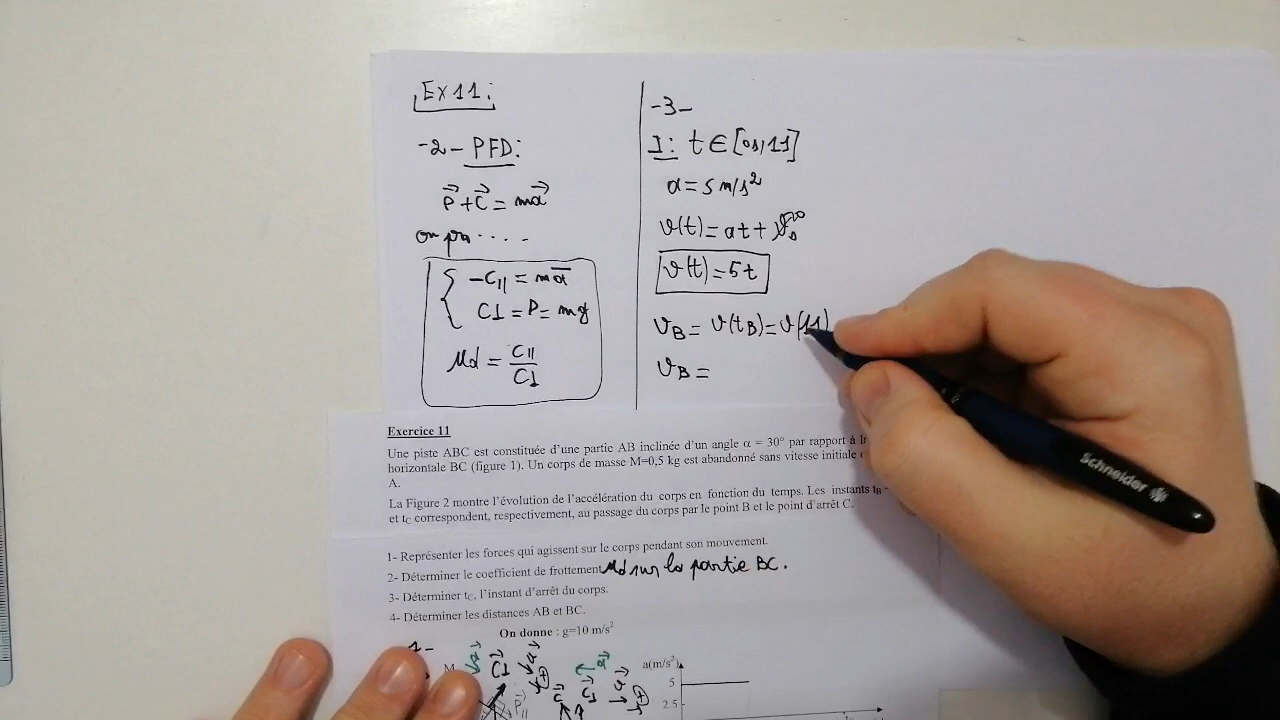 Ex 11:
-2- PFD:
P⃗ + C⃗ = ma⃗
{ -C|| = ma
C⊥ = P = mg
μd = C|| / C⊥
-3-
I: t ∈ [0s, 1s]
a = 5 m/s²
v(t) = at + v₀
v(t) = 5t
vB = v(tB) = v(1s)
vB =
Exercice 11
Une piste ABC est constituée d'une partie AB inclinée d'un angle α = 30° par rapport à
horizontale BC (figure 1). Un corps de masse M=0,5 kg est abandonné sans vitesse initiale
A.
La Figure 2 montre l'évolution de l'accélération du corps en fonction du temps. Les instants tB
et tC correspondent, respectivement, au passage du corps par le point B et le point d'arrêt C.
1- Représenter les forces qui agissent sur le corps pendant son mouvement.
2- Déterminer le coefficient de frottement μd sur la partie BC.
3- Déterminer tC, l'instant d'arrêt du corps.
4- Déterminer les distances AB et BC.
On donne : g=10 m/s²
1-
M
C⊥
P||
a(m/s²)
5
2.5
Schneider